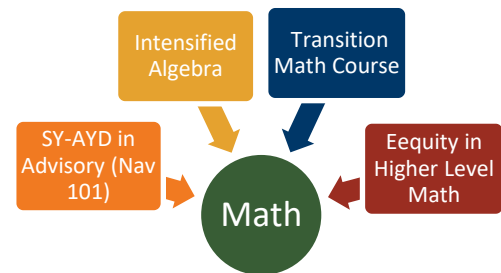 Intensified
Algebra
Transition
Math Course
SY-AYD in
Advisory (Nav
101)
Eequity in
Higher Level
Math
Math